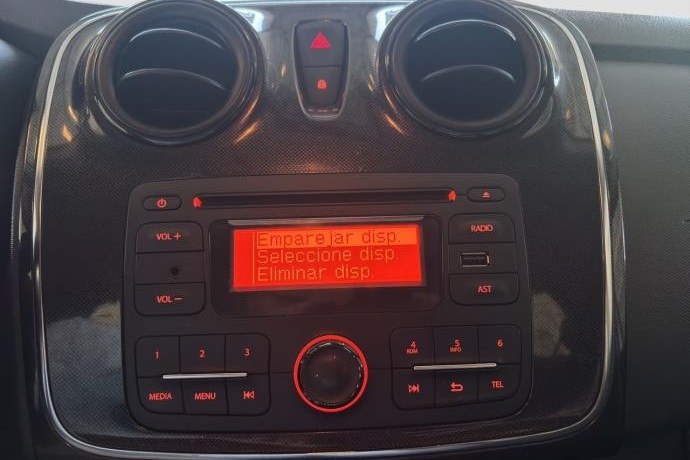 Emparejar disp.
Seleccione disp.
Eliminar disp.
VOL +
RADIO
VOL −
AST
1 2 3
4 RDM 5 INFO 6
MEDIA MENU
TEL